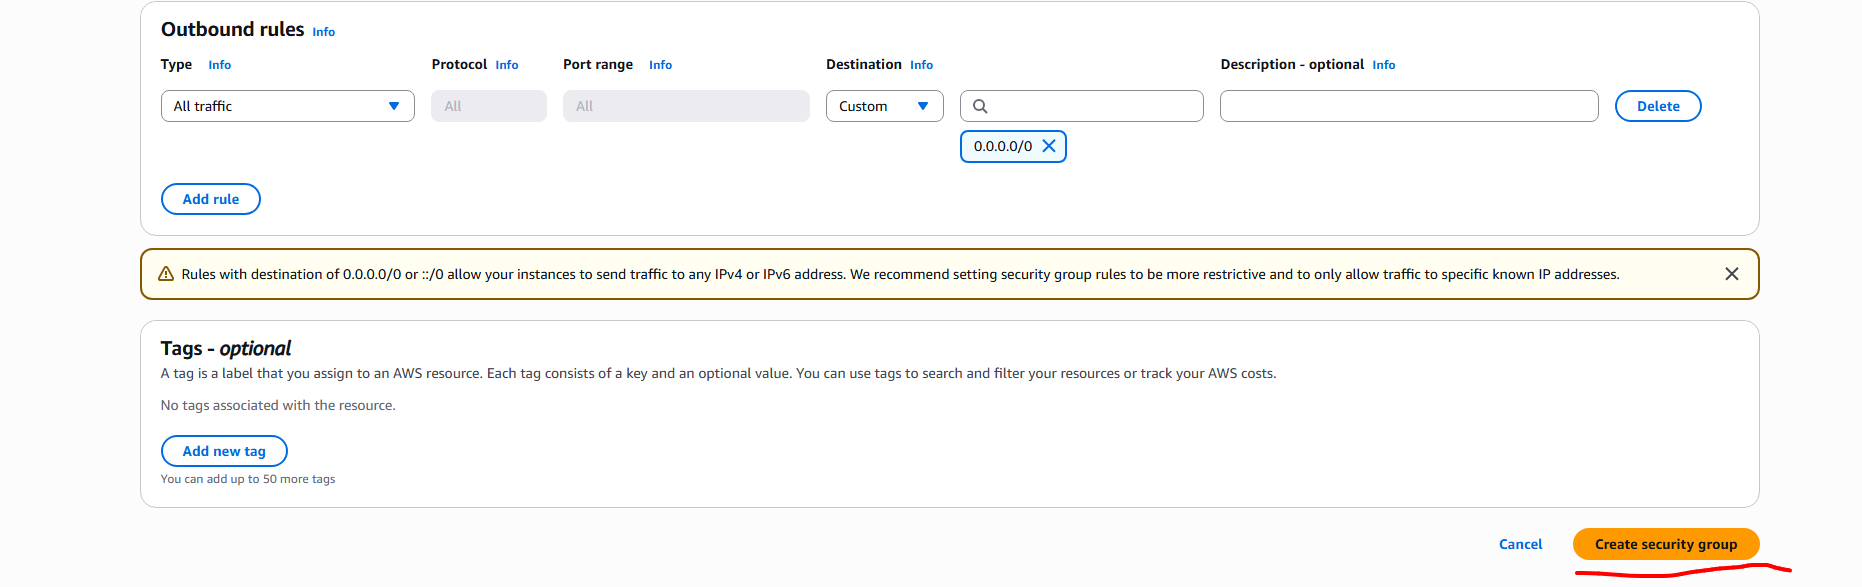 Outbound rules Info
Type Info Protocol Info Port range Info Destination Info Description - optional Info
All traffic All All Custom Delete
0.0.0.0/0
Add rule
Rules with destination of 0.0.0.0/0 or ::/0 allow your instances to send traffic to any IPv4 or IPv6 address. We recommend setting security group rules to be more restrictive and to only allow traffic to specific known IP addresses.
Tags - optional
A tag is a label that you assign to an AWS resource. Each tag consists of a key and an optional value. You can use tags to search and filter your resources or track your AWS costs.
No tags associated with the resource.
Add new tag
You can add up to 50 more tags
Cancel Create security group